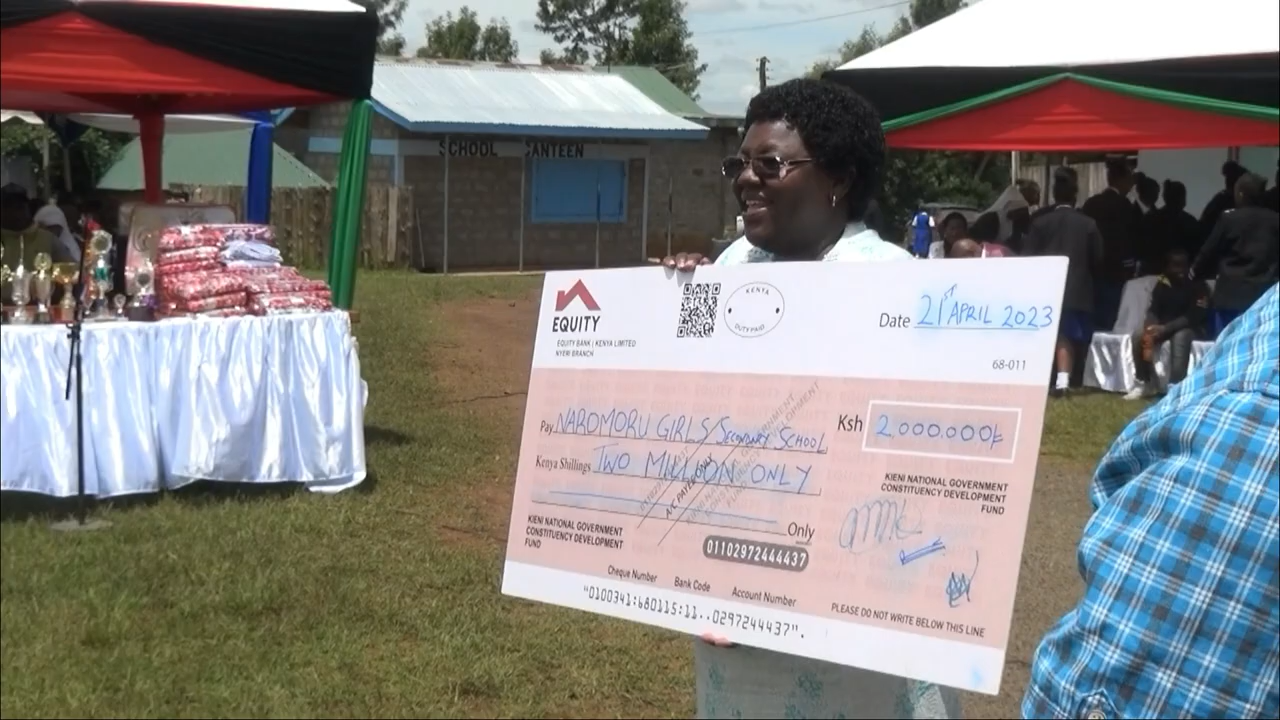 SCHOOL CANTEEN
EQUITY
EQUITY BANK | KENYA LIMITED
NYERI BRANCH
KENYA
DUTY PAID
Date 21ST APRIL 2023
68-011
Pay NAROMORU GIRLS SECONDARY SCHOOL
Ksh 2,000,000/=
Kenya Shillings TWO MILLION ONLY
Only
A/C PAYEE ONLY
KIENI NATIONAL GOVERNMENT
CONSTITUENCY DEVELOPMENT
FUND
KIENI NATIONAL GOVERNMENT
CONSTITUENCY DEVELOPMENT
FUND
01102972444437
Cheque Number Bank Code Account Number
"0100341:680115:11..0297244437".
PLEASE DO NOT WRITE BELOW THIS LINE